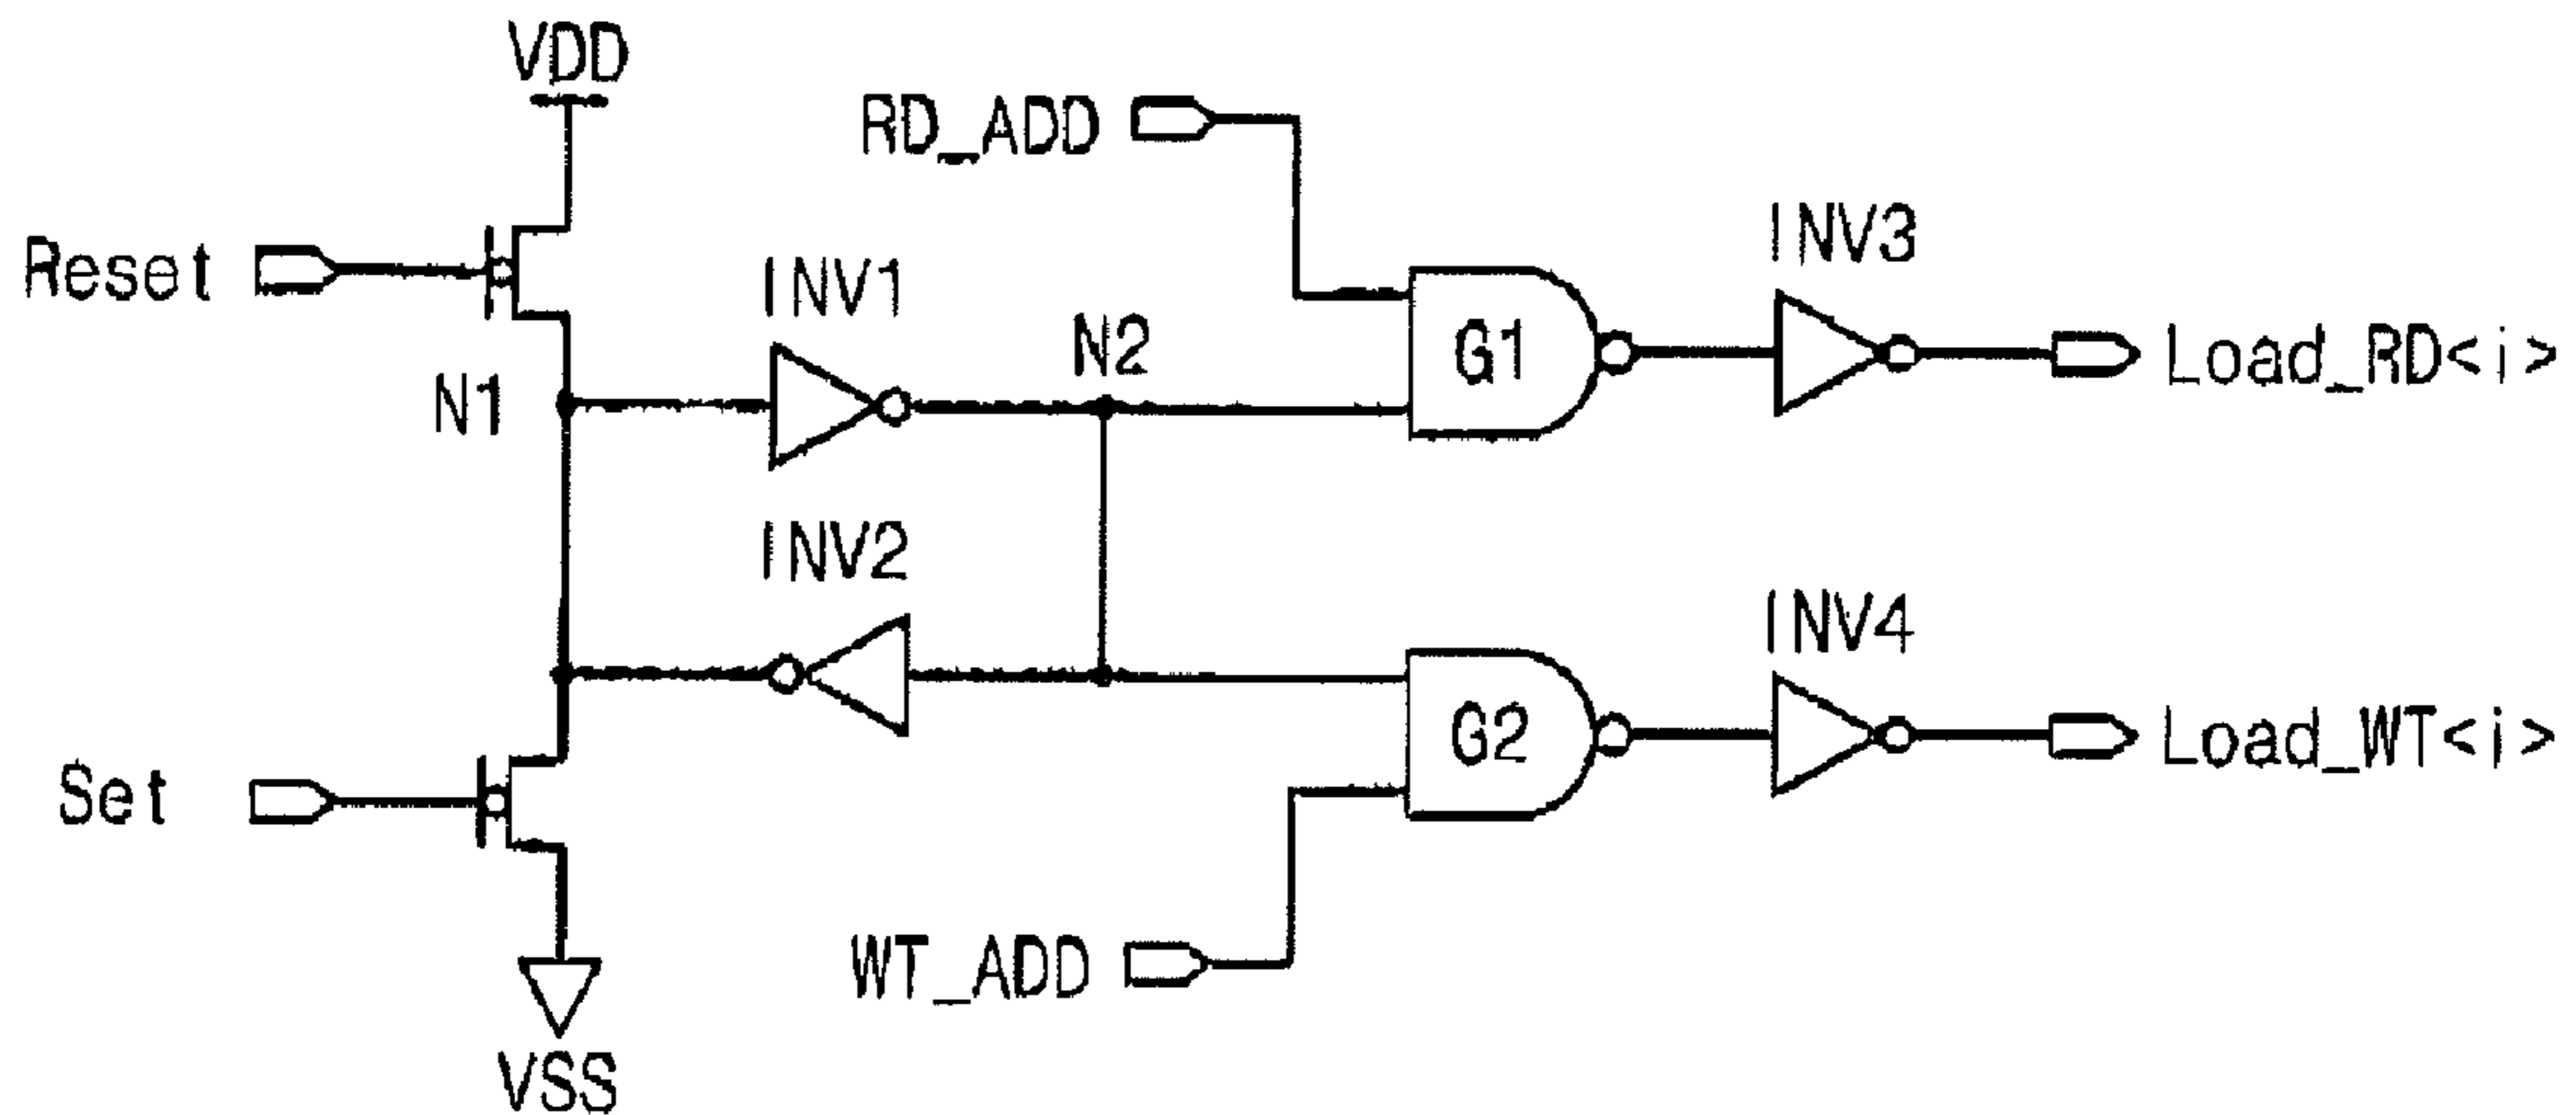 VDD
RD_ADD
INV3
Reset
INV1
N2
G1
Load_RD<i>
N1
INV2
INV4
G2
Load_WT<i>
Set
WT_ADD
VSS